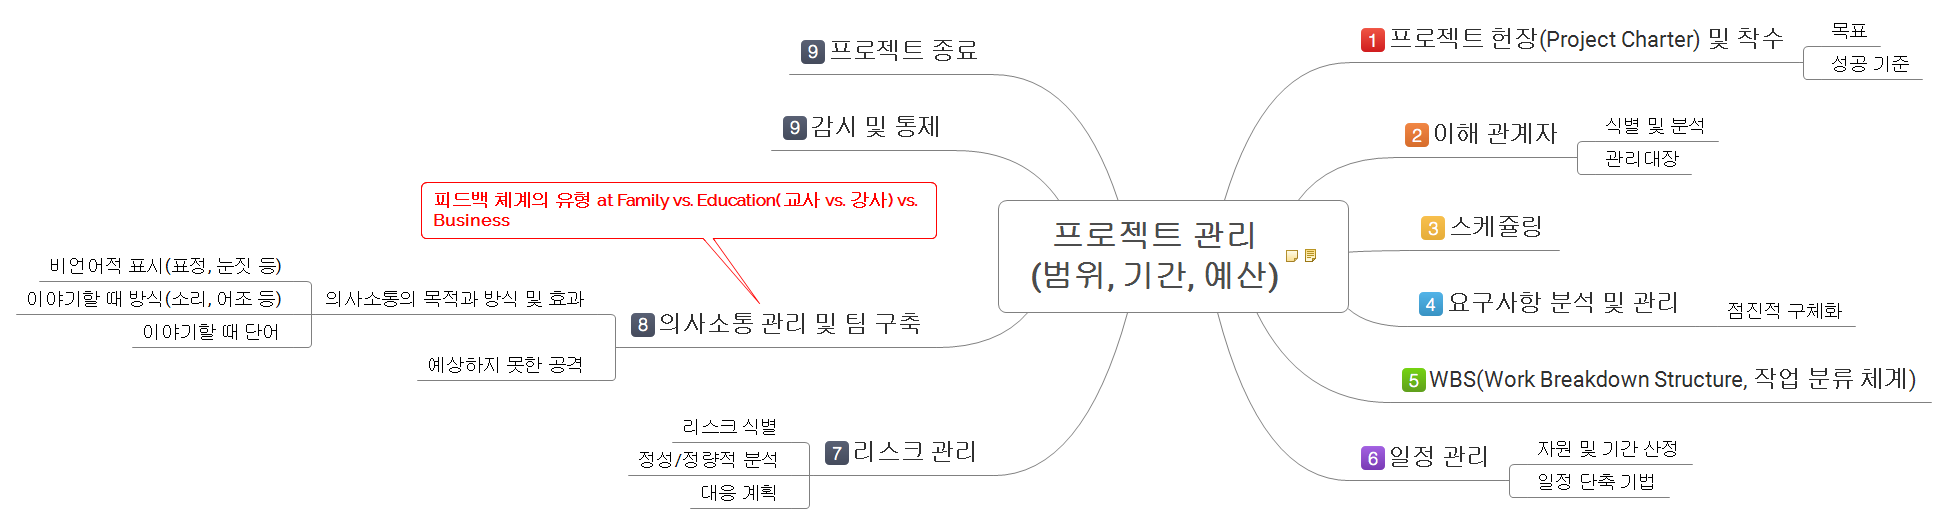 프로젝트 관리
(범위, 기간, 예산)
1 프로젝트 헌장(Project Charter) 및 착수
목표
성공 기준
2 이해 관계자
식별 및 분석
관리대장
3 스케쥴링
4 요구사항 분석 및 관리
점진적 구체화
5 WBS(Work Breakdown Structure, 작업 분류 체계)
6 일정 관리
자원 및 기간 산정
일정 단축 기법
7 리스크 관리
리스크 식별
정성/정량적 분석
대응 계획
8 의사소통 관리 및 팀 구축
피드백 체계의 유형 at Family vs. Education(교사 vs. 강사) vs.
Business
의사소통의 목적과 방식 및 효과
비언어적 표시(표정, 눈짓 등)
이야기할 때 방식(소리, 어조 등)
이야기할 때 단어
예상하지 못한 공격
9 감시 및 통제
9 프로젝트 종료